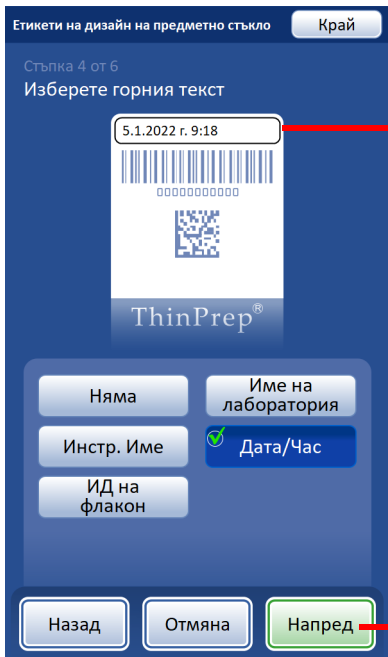 Етикети на дизайн на предметно стъкло
Край
Стъпка 4 от 6
Изберете горния текст
5.1.2022 г. 9:18
00000000000
ThinPrep®
Няма
Име на
лаборатория
Инстр. Име
Дата/Час
ИД на
флакон
Назад
Отмяна
Напред